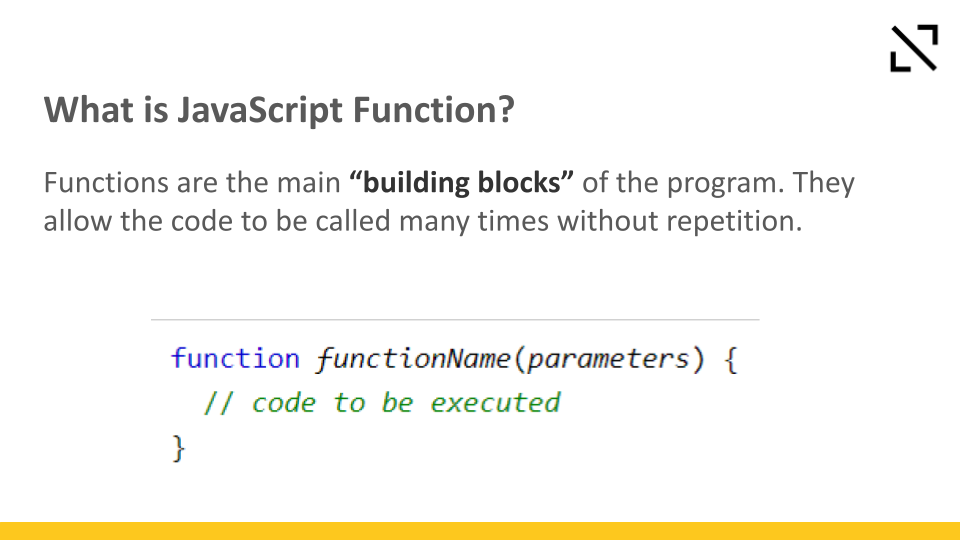 What is JavaScript Function?
Functions are the main “building blocks” of the program. They
allow the code to be called many times without repetition.
function functionName(parameters) {
  // code to be executed
}